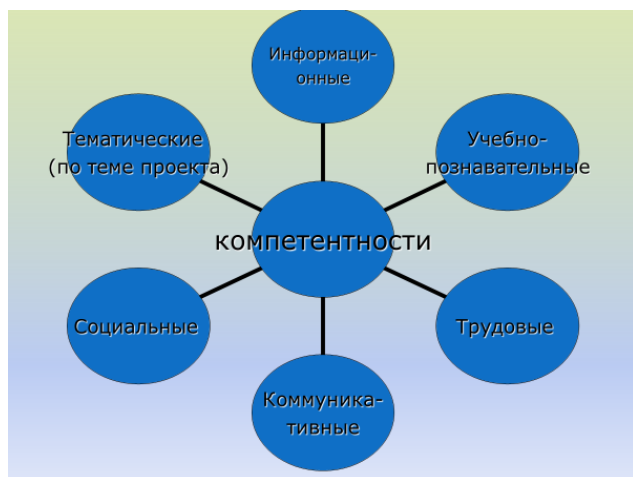 Информаци-
онные
Тематические
(по теме проекта)
Учебно-
познавательные
компетентности
Социальные
Трудовые
Коммуника-
тивные